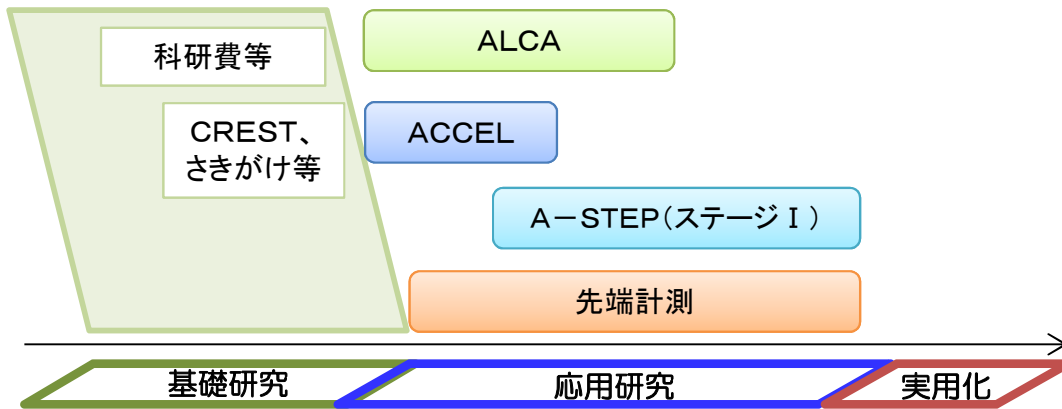 科研費等
ALCA
CREST、
さきがけ等
ACCEL
A－STEP(ステージⅠ)
先端計測
基礎研究
応用研究
実用化